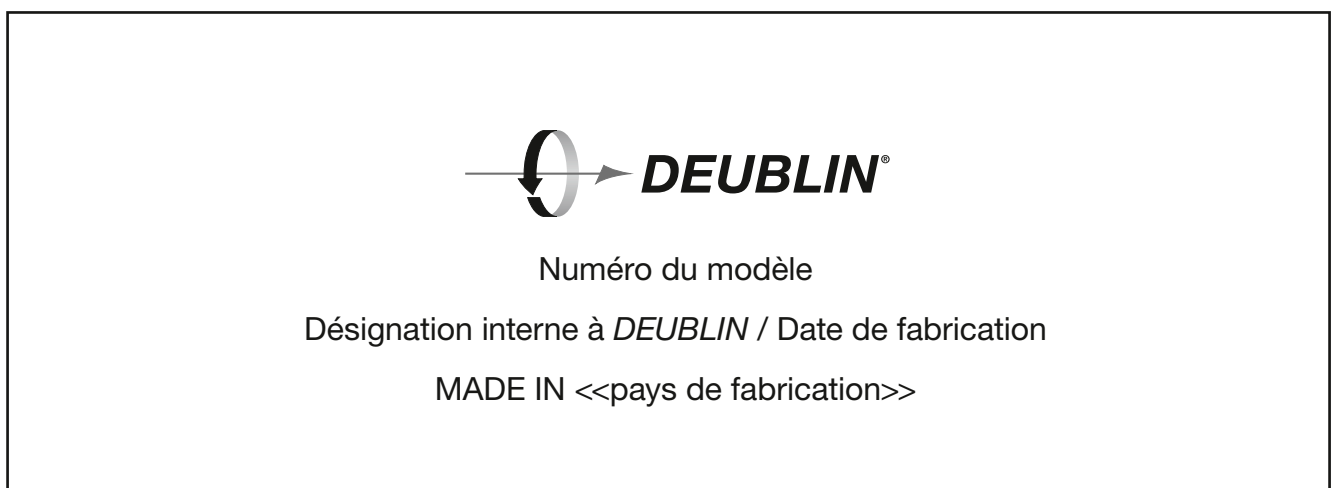 DEUBLIN®
Numéro du modèle
Désignation interne à DEUBLIN / Date de fabrication
MADE IN <<pays de fabrication>>